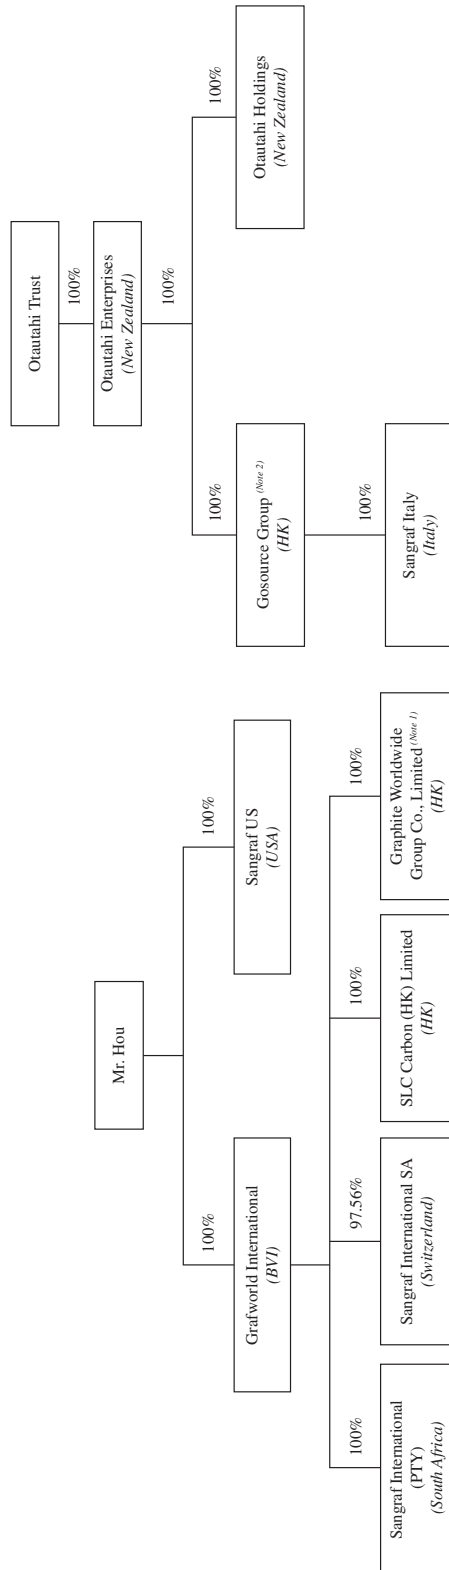 Mr. Hou
100%
100%
Grafworld International
(BVI)
Sangraf US
(USA)
100%
97.56%
100%
100%
Sangraf International
(PTY)
(South Africa)
Sangraf International SA
(Switzerland)
SLC Carbon (HK) Limited
(HK)
Graphite Worldwide
Group Co., Limited (Note 1)
(HK)
Otautahi Trust
100%
Otautahi Enterprises
(New Zealand)
100%
100%
100%
Gosource Group (Note 2)
(HK)
Otautahi Holdings
(New Zealand)
100%
Sangraf Italy
(Italy)